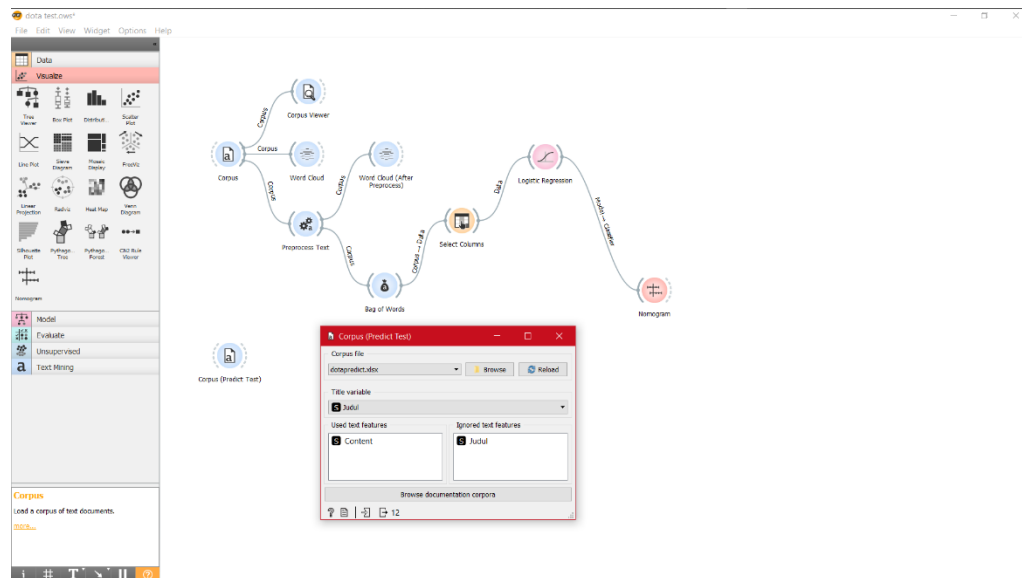 dota test.ows*
File Edit View Widget Options Help
Data
Visualize
Tree Viewer
Box Plot
Distributi...
Scatter Plot
Line Plot
Sieve Diagram
Mosaic Display
FreeViz
Linear Projection
Radviz
Heat Map
Venn Diagram
Silhouette Plot
Pythago... Tree
Pythago... Forest
CN2 Rule Viewer
Nomogram
Model
Evaluate
Unsupervised
a Text Mining
Corpus
Load a corpus of text documents.
more...
Corpus
Corpus Viewer
Corpus
Corpus
Word Cloud
Corpus
Corpus
Word Cloud (After Preprocess)
Preprocess Text
Corpus
Bag of Words
Corpus → Data
Select Columns
Data
Logistic Regression
Model → Classifier
Nomogram
Corpus (Predict Test)
Corpus (Predict Test)
Corpus file
dotapredict.xlsx
Browse
Reload
Title variable
S Judul
Used text features
Ignored text features
S Content
S Judul
Browse documentation corpora
12